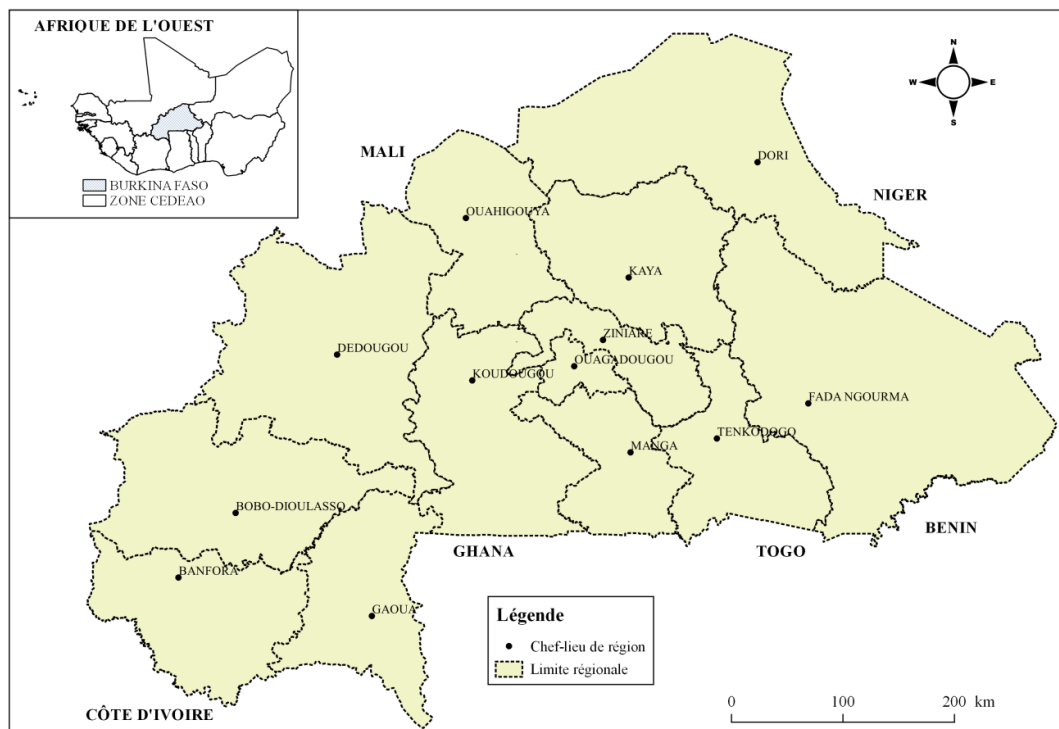 AFRIQUE DE L'OUEST
BURKINA FASO
ZONE CEDEAO
N
W
E
S
MALI
DORI
NIGER
OUAHIGOUYA
KAYA
ZINIARE
DEDOUGOU
OUAGADOUGOU
KOUDOUGOU
FADA NGOURMA
TENKODOGO
MANGA
BOBO-DIOULASSO
BENIN
GHANA
TOGO
BANFORA
GAOUA
Légende
Chef-lieu de région
Limite régionale
CÔTE D'IVOIRE
0 100 200 km